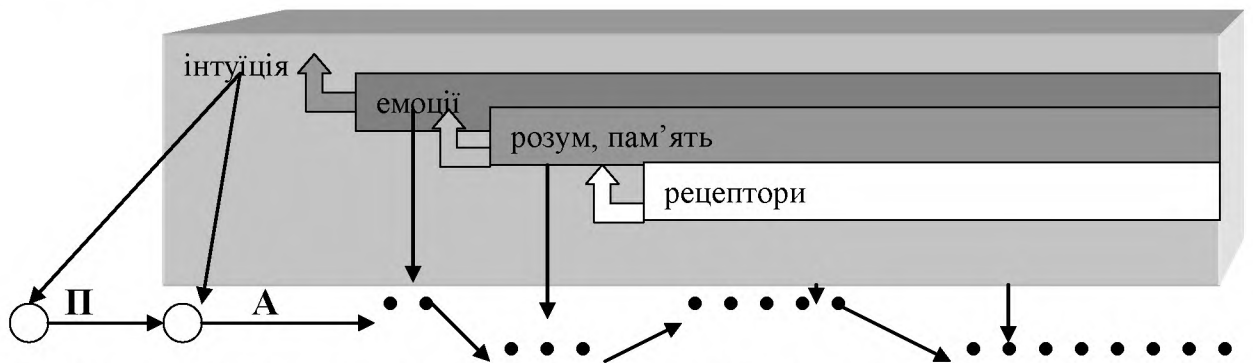 інтуїція
емоції
розум, пам’ять
рецептори
П
А